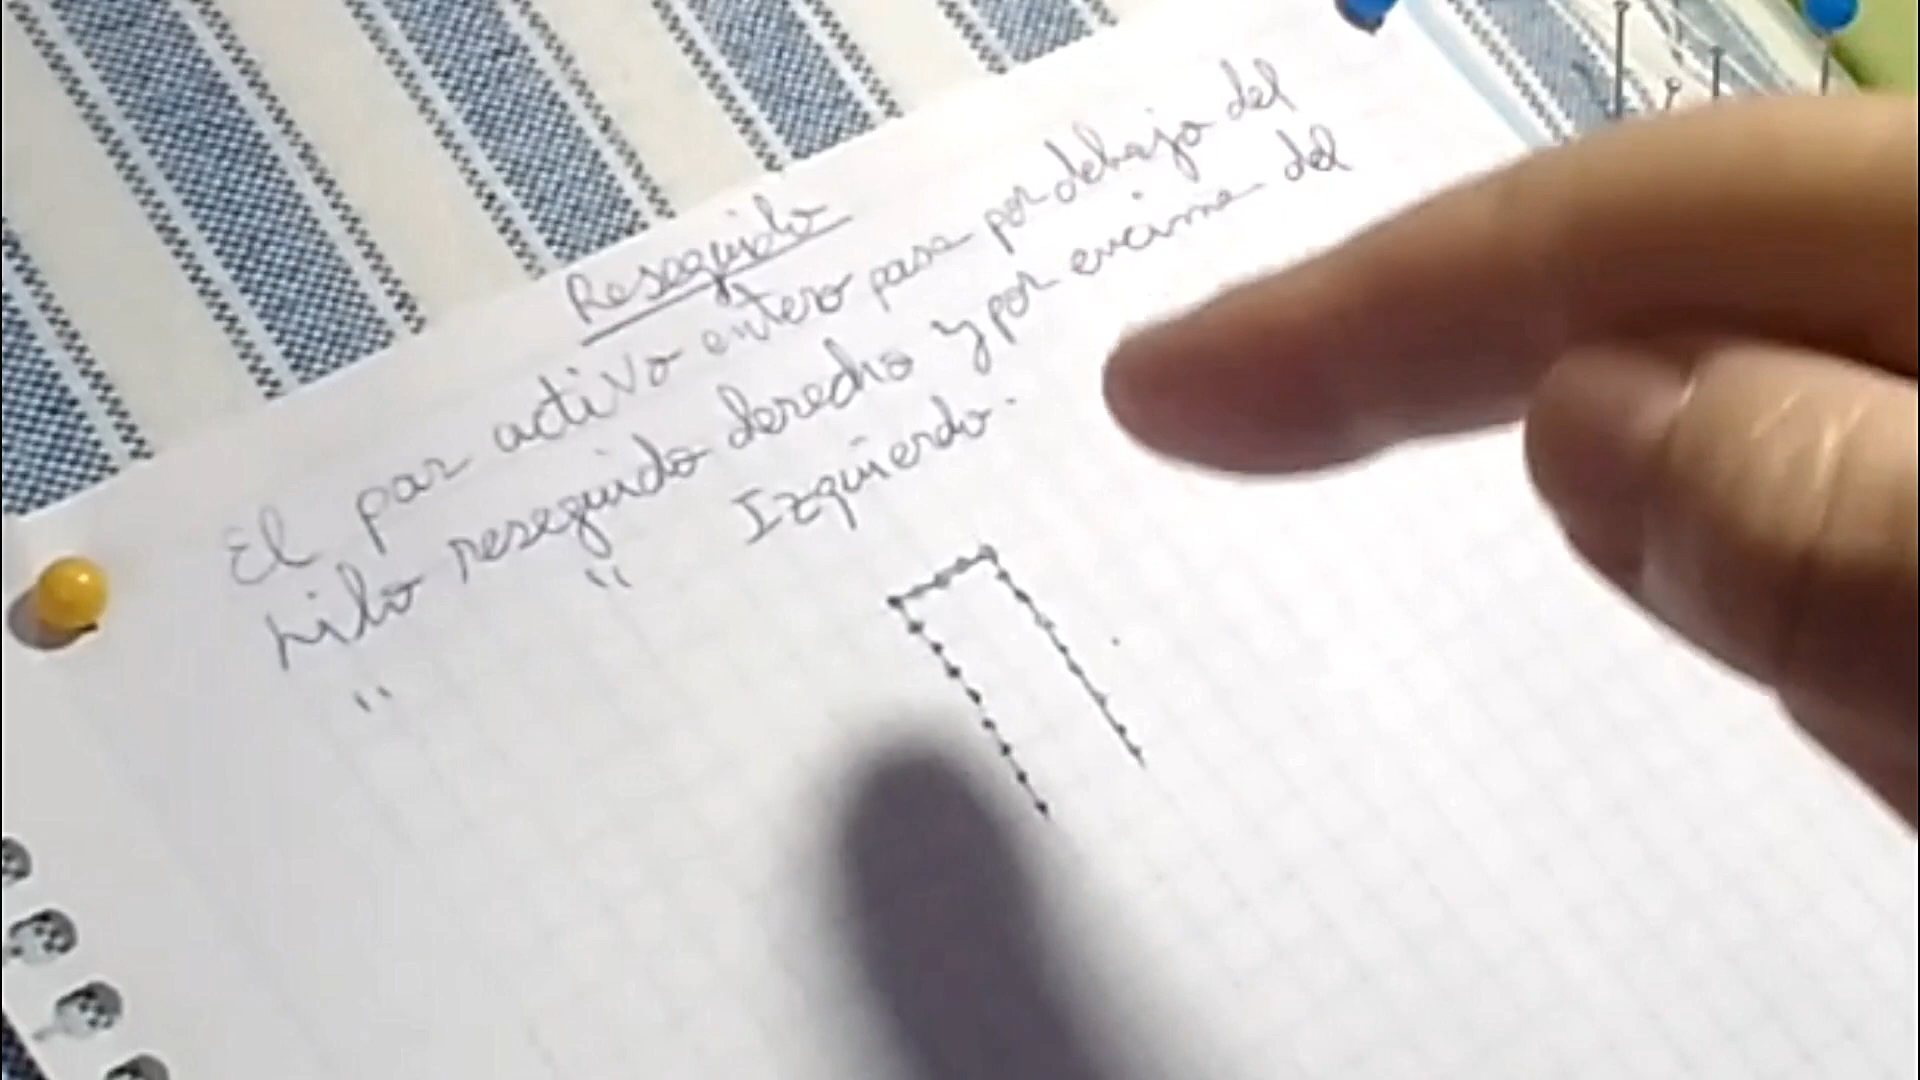 Reseguido
El par activo entero pasa por debajo del
hilo reseguido derecho y por encima del
" " Izquierdo.